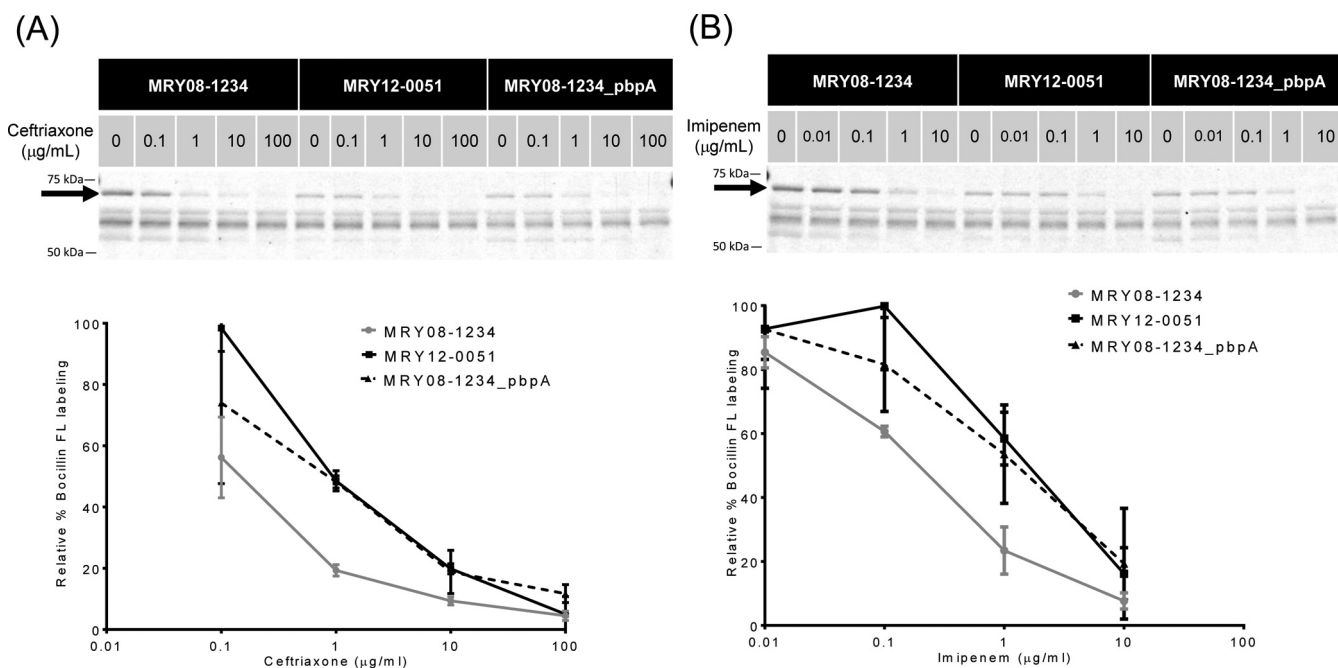 (A)
MRY08-1234 MRY12-0051 MRY08-1234_pbpA
Ceftriaxone
(μg/mL)
0 0.1 1 10 100 0 0.1 1 10 100 0 0.1 1 10 100
75 kDa
50 kDa
100
80
60
40
20
0
Relative % Bocillin FL labeling
MRY08-1234
MRY12-0051
MRY08-1234_pbpA
0.01 0.1 1 10 100
Ceftriaxone (μg/ml)
(B)
MRY08-1234 MRY12-0051 MRY08-1234_pbpA
Imipenem
(μg/mL)
0 0.01 0.1 1 10 0 0.01 0.1 1 10 0 0.01 0.1 1 10
75 kDa
50 kDa
100
80
60
40
20
0
Relative % Bocillin FL labeling
MRY08-1234
MRY12-0051
MRY08-1234_pbpA
0.01 0.1 1 10 100
Imipenem (μg/ml)